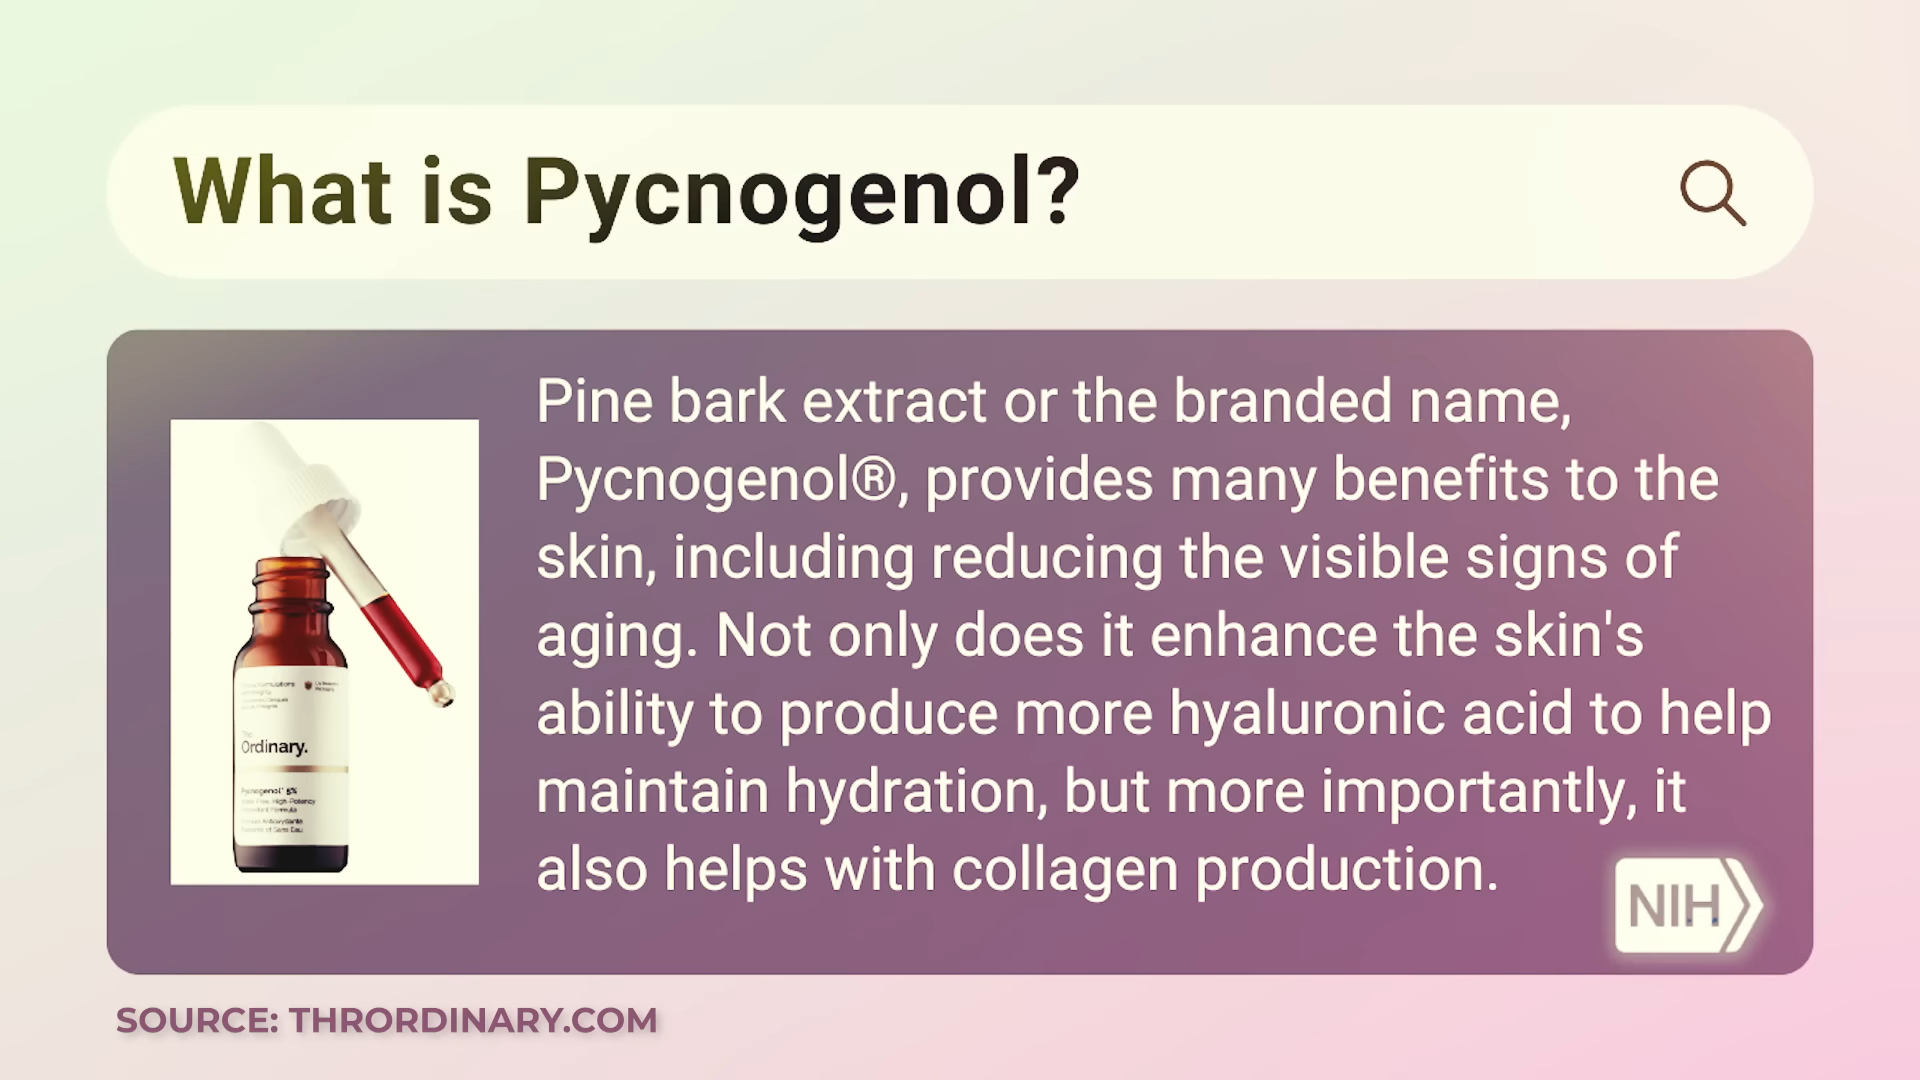 What is Pycnogenol?
Pine bark extract or the branded name,
Pycnogenol®, provides many benefits to the
skin, including reducing the visible signs of
aging. Not only does it enhance the skin's
ability to produce more hyaluronic acid to help
maintain hydration, but more importantly, it
also helps with collagen production.
Ordinary.
Pycnogenol 5%
NIH
SOURCE: THRORDINARY.COM